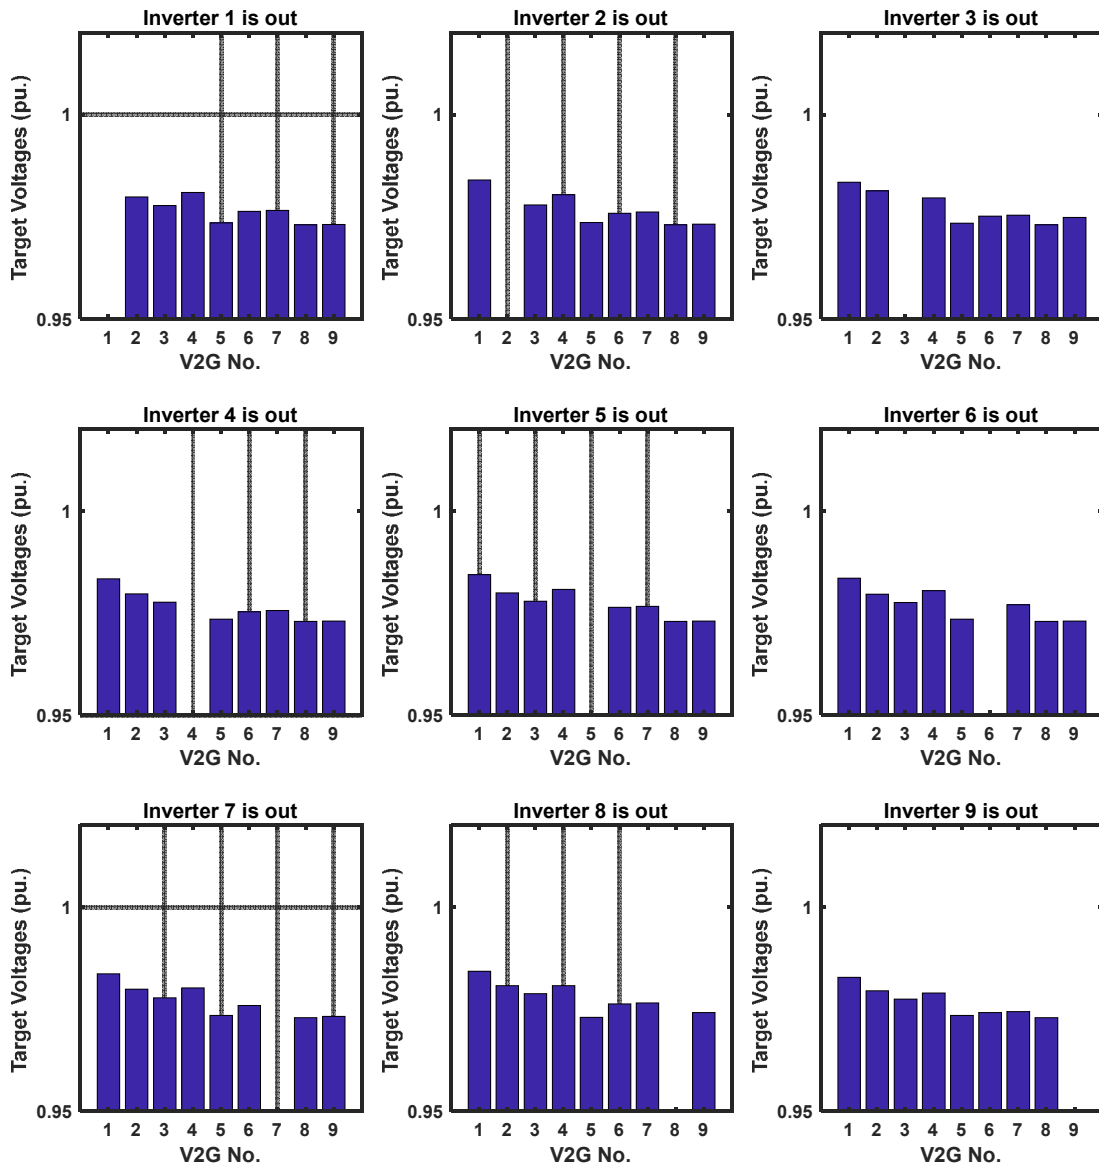 Inverter 1 is out
Target Voltages (pu.)
1
0.95
1 2 3 4 5 6 7 8 9
V2G No.
Inverter 2 is out
Target Voltages (pu.)
1
0.95
1 2 3 4 5 6 7 8 9
V2G No.
Inverter 3 is out
Target Voltages (pu.)
1
0.95
1 2 3 4 5 6 7 8 9
V2G No.
Inverter 4 is out
Target Voltages (pu.)
1
0.95
1 2 3 4 5 6 7 8 9
V2G No.
Inverter 5 is out
Target Voltages (pu.)
1
0.95
1 2 3 4 5 6 7 8 9
V2G No.
Inverter 6 is out
Target Voltages (pu.)
1
0.95
1 2 3 4 5 6 7 8 9
V2G No.
Inverter 7 is out
Target Voltages (pu.)
1
0.95
1 2 3 4 5 6 7 8 9
V2G No.
Inverter 8 is out
Target Voltages (pu.)
1
0.95
1 2 3 4 5 6 7 8 9
V2G No.
Inverter 9 is out
Target Voltages (pu.)
1
0.95
1 2 3 4 5 6 7 8 9
V2G No.